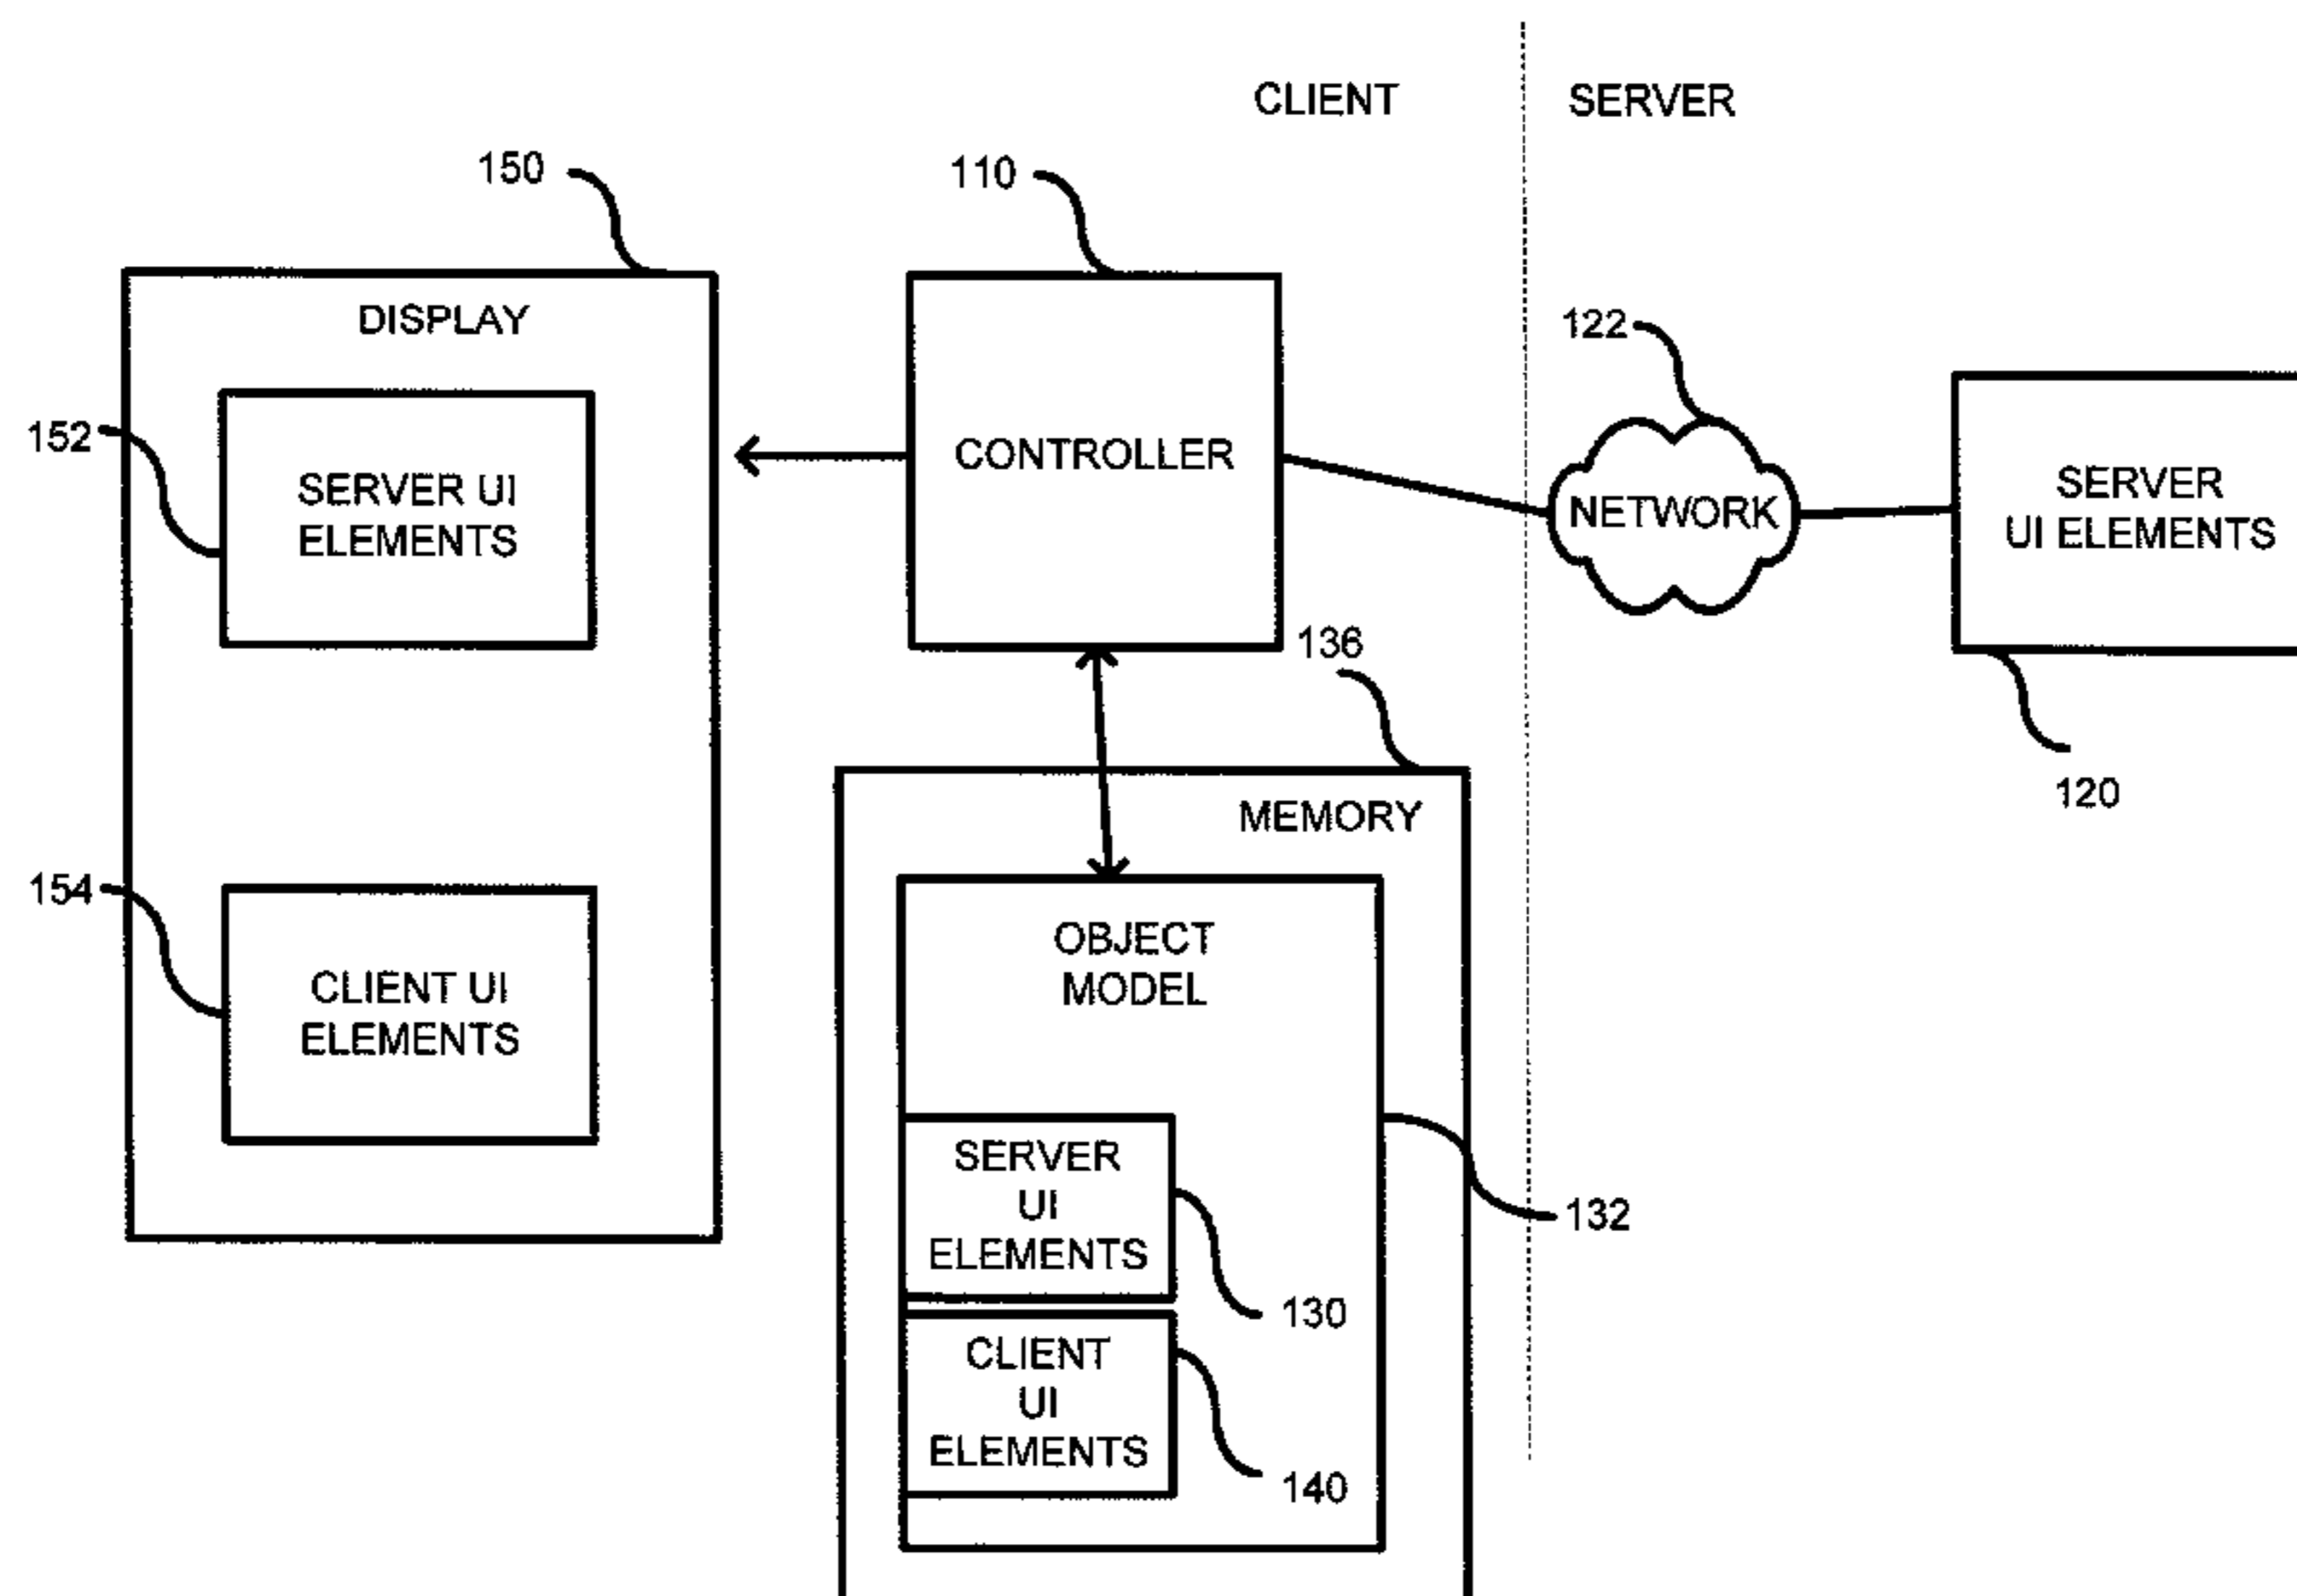 CLIENT
SERVER
150
110
DISPLAY
122
152
SERVER UI
ELEMENTS
CONTROLLER
NETWORK
SERVER
UI ELEMENTS
136
120
MEMORY
154
CLIENT UI
ELEMENTS
OBJECT
MODEL
SERVER
UI
ELEMENTS
132
130
CLIENT
UI
ELEMENTS
140